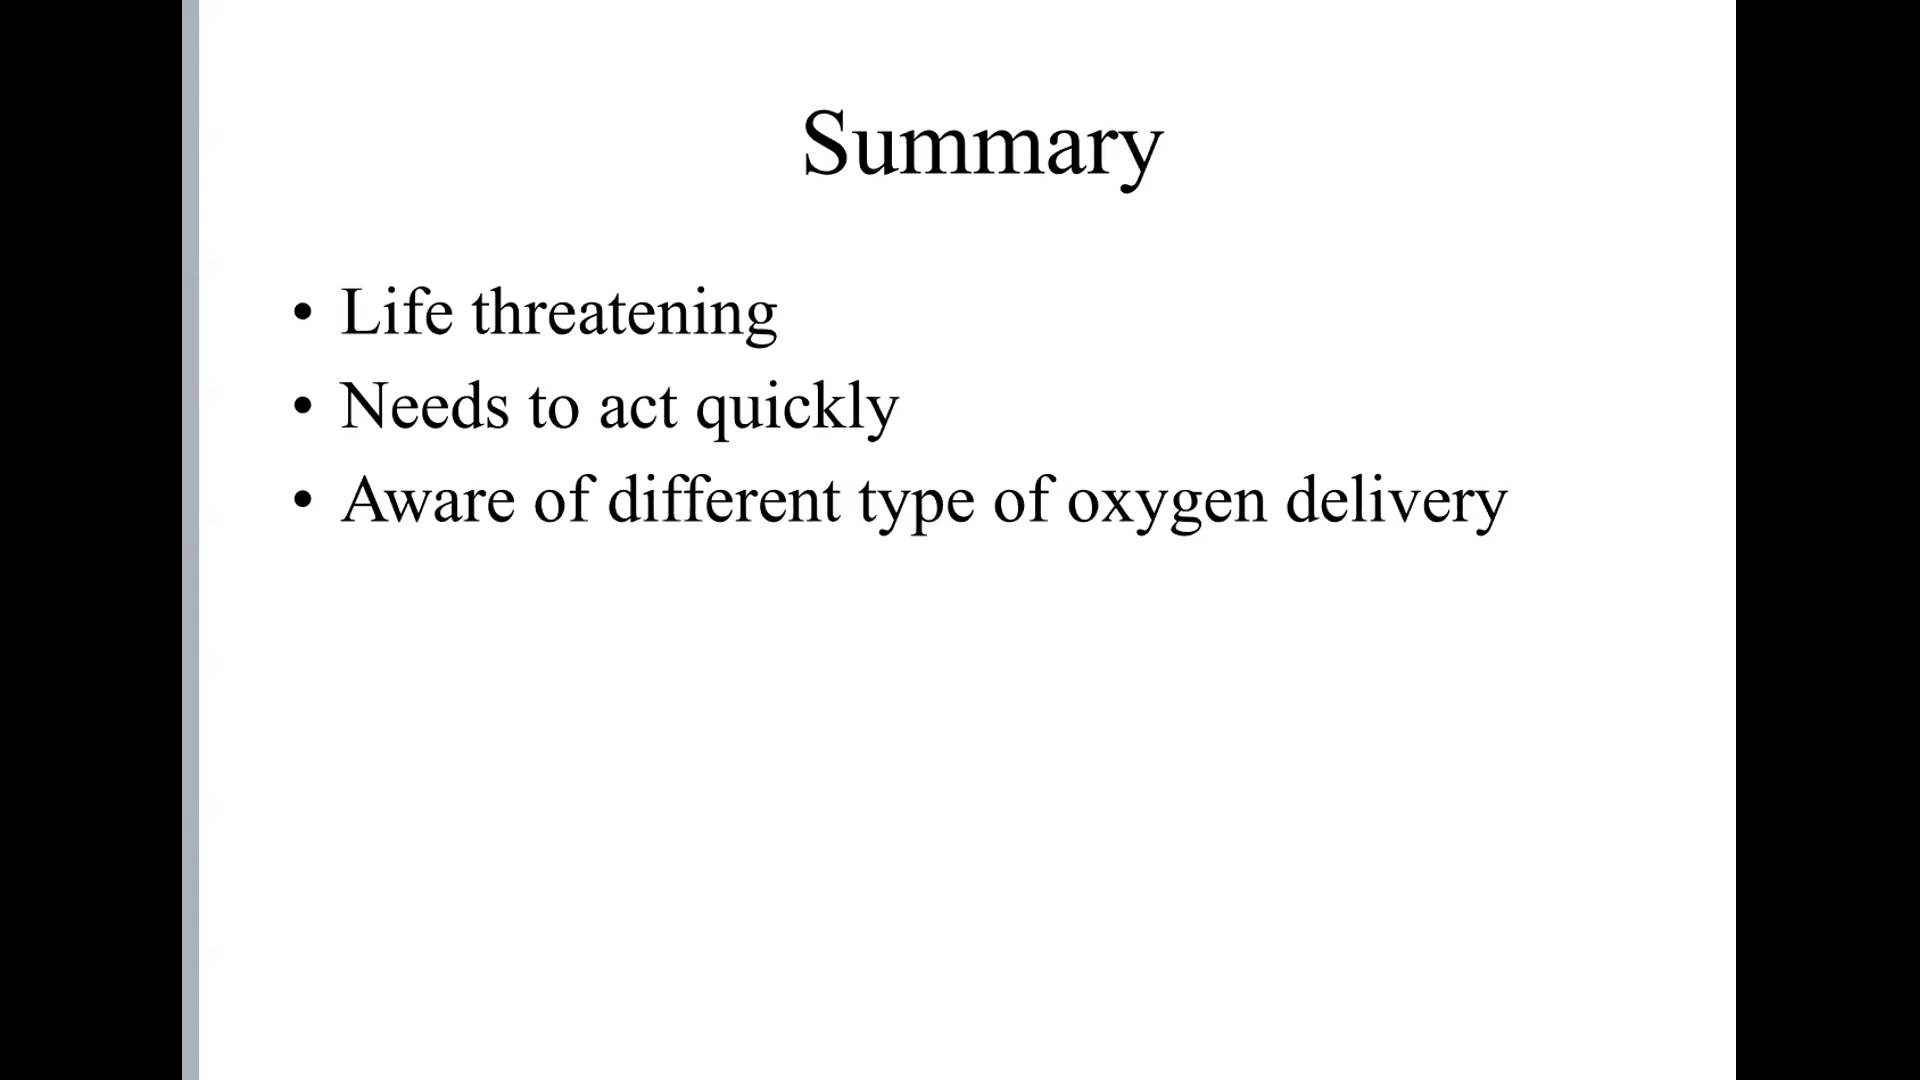 Summary
• Life threatening
• Needs to act quickly
• Aware of different type of oxygen delivery